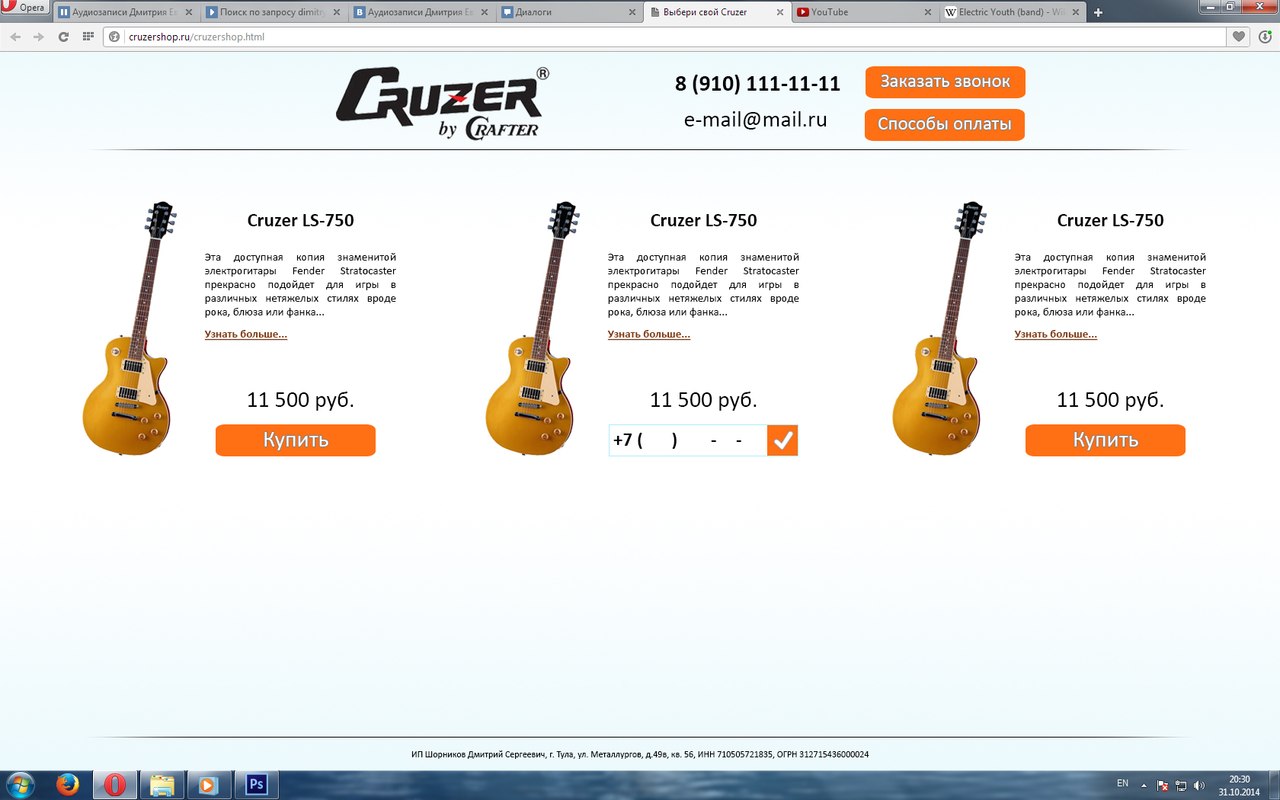 Opera
Аудиозаписи Дмитрия Ев
Поиск по запросу dimitriy
Аудиозаписи Дмитрия Ев
Диалоги
Выбери свой Cruzer
YouTube
Electric Youth (band) - Wik
cruzershop.ru/cruzershop.html
CRUZER®
by CRAFTER
8 (910) 111-11-11
e-mail@mail.ru
Заказать звонок
Способы оплаты
Cruzer LS-750
Эта доступная копия знаменитой
электрогитары Fender Stratocaster
прекрасно подойдет для игры в
различных нетяжелых стилях вроде
рока, блюза или фанка...
Узнать больше...
11 500 руб.
Купить
Cruzer LS-750
Эта доступная копия знаменитой
электрогитары Fender Stratocaster
прекрасно подойдет для игры в
различных нетяжелых стилях вроде
рока, блюза или фанка...
Узнать больше...
11 500 руб.
+7 ( ) - -
Cruzer LS-750
Эта доступная копия знаменитой
электрогитары Fender Stratocaster
прекрасно подойдет для игры в
различных нетяжелых стилях вроде
рока, блюза или фанка...
Узнать больше...
11 500 руб.
Купить
ИП Шорников Дмитрий Сергеевич, г. Тула, ул. Металлургов, д.49в, кв. 56, ИНН 710505721835, ОГРН 312715436000024
Ps
EN
20:30
31.10.2014